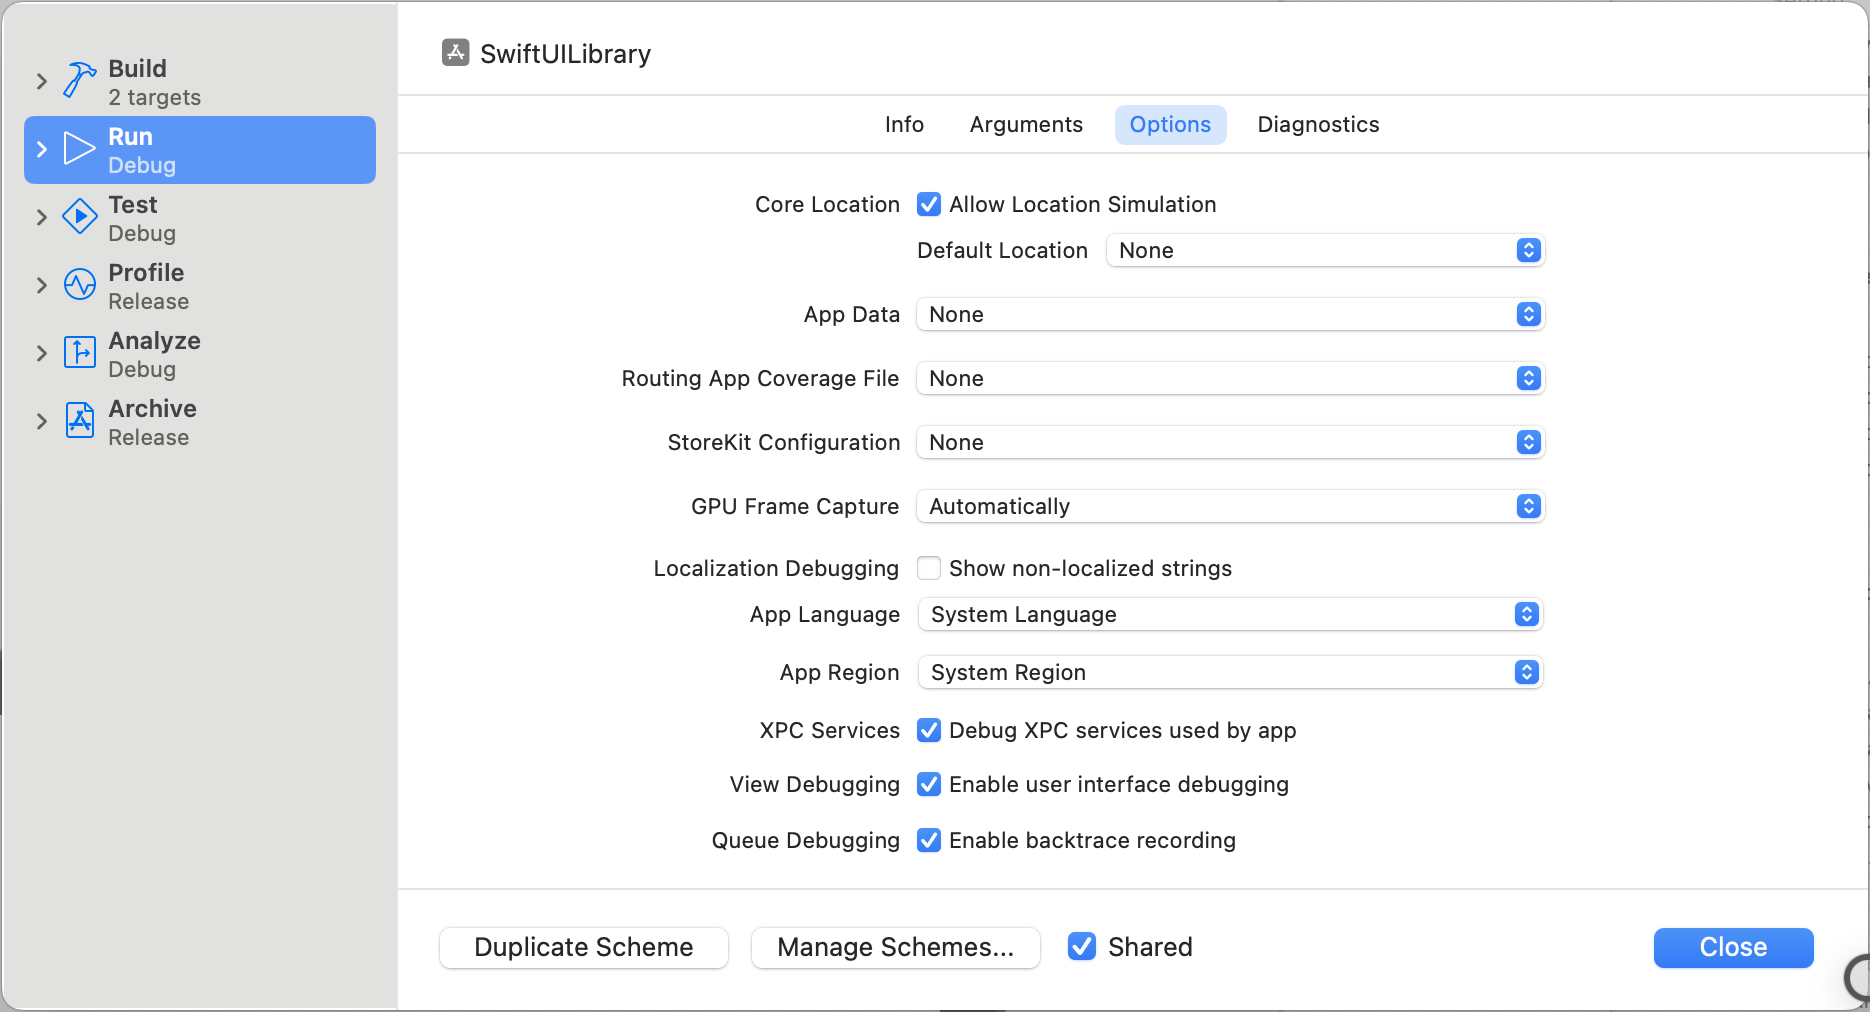 Build
2 targets
Run
Debug
Test
Debug
Profile
Release
Analyze
Debug
Archive
Release
SwiftUILibrary
Info Arguments Options Diagnostics
Core Location Allow Location Simulation
Default Location None
App Data None
Routing App Coverage File None
StoreKit Configuration None
GPU Frame Capture Automatically
Localization Debugging Show non-localized strings
App Language System Language
App Region System Region
XPC Services Debug XPC services used by app
View Debugging Enable user interface debugging
Queue Debugging Enable backtrace recording
Duplicate Scheme Manage Schemes... Shared Close